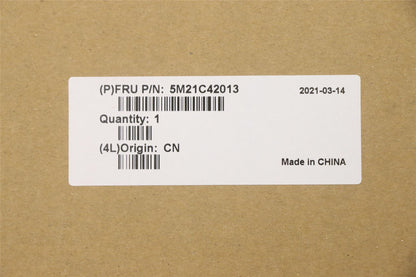 (P)FRU P/N: 5M21C42013
2021-03-14
Quantity: 1
(4L)Origin: CN
Made in CHINA